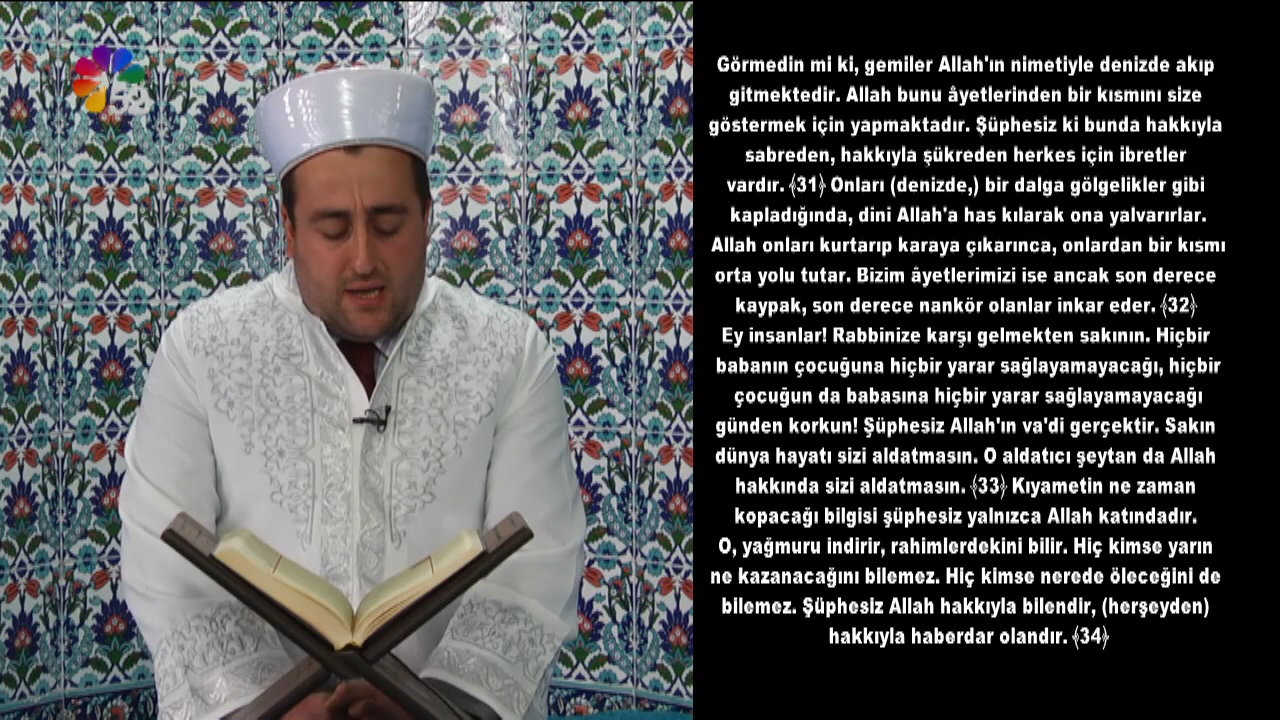 Görmedin mi ki, gemiler Allah'ın nimetiyle denizde akıp
gitmektedir. Allah bunu âyetlerinden bir kısmını size
göstermek için yapmaktadır. Şüphesiz ki bunda hakkıyla
sabreden, hakkıyla şükreden herkes için ibretler
vardır. ﴾31﴿ Onları (denizde,) bir dalga gölgelikler gibi
kapladığında, dini Allah'a has kılarak ona yalvarırlar.
Allah onları kurtarıp karaya çıkarınca, onlardan bir kısmı
orta yolu tutar. Bizim âyetlerimizi ise ancak son derece
kaypak, son derece nankör olanlar inkar eder. ﴾32﴿
Ey insanlar! Rabbinize karşı gelmekten sakının. Hiçbir
babanın çocuğuna hiçbir yarar sağlayamayacağı, hiçbir
çocuğun da babasına hiçbir yarar sağlayamayacağı
günden korkun! Şüphesiz Allah'ın va'di gerçektir. Sakın
dünya hayatı sizi aldatmasın. O aldatıcı şeytan da Allah
hakkında sizi aldatmasın. ﴾33﴿ Kıyametin ne zaman
kopacağı bilgisi şüphesiz yalnızca Allah katındadır.
O, yağmuru indirir, rahimlerdekini bilir. Hiç kimse yarın
ne kazanacağını bilemez. Hiç kimse nerede öleceğini de
bilemez. Şüphesiz Allah hakkıyla bilendir, (herşeyden)
hakkıyla haberdar olandır. ﴾34﴿